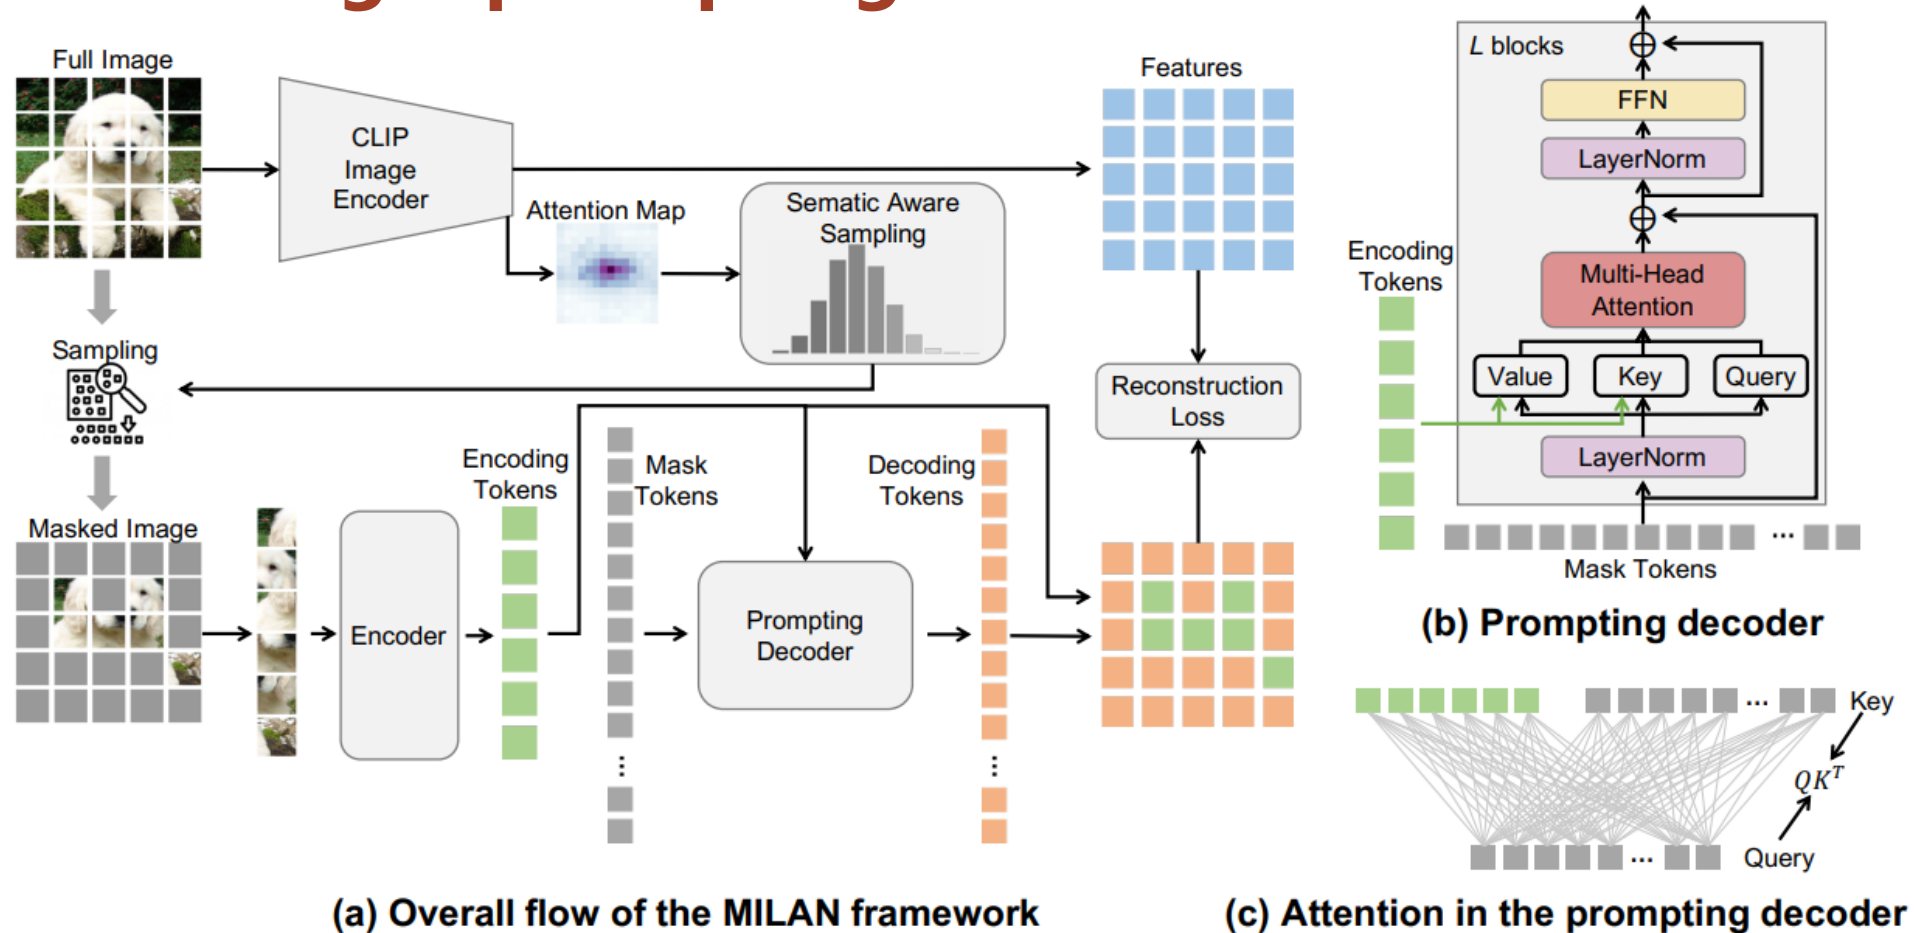 Full Image
CLIP
Image
Encoder
Attention Map
Sematic Aware
Sampling
Features
Sampling
Reconstruction
Loss
Masked Image
Encoder
Encoding
Tokens
Mask
Tokens
Prompting
Decoder
Decoding
Tokens
...
...
(a) Overall flow of the MILAN framework
L blocks
FFN
LayerNorm
Multi-Head
Attention
Value
Key
Query
LayerNorm
Encoding
Tokens
...
Mask Tokens
(b) Prompting decoder
...
Key
QKᵀ
...
Query
(c) Attention in the prompting decoder